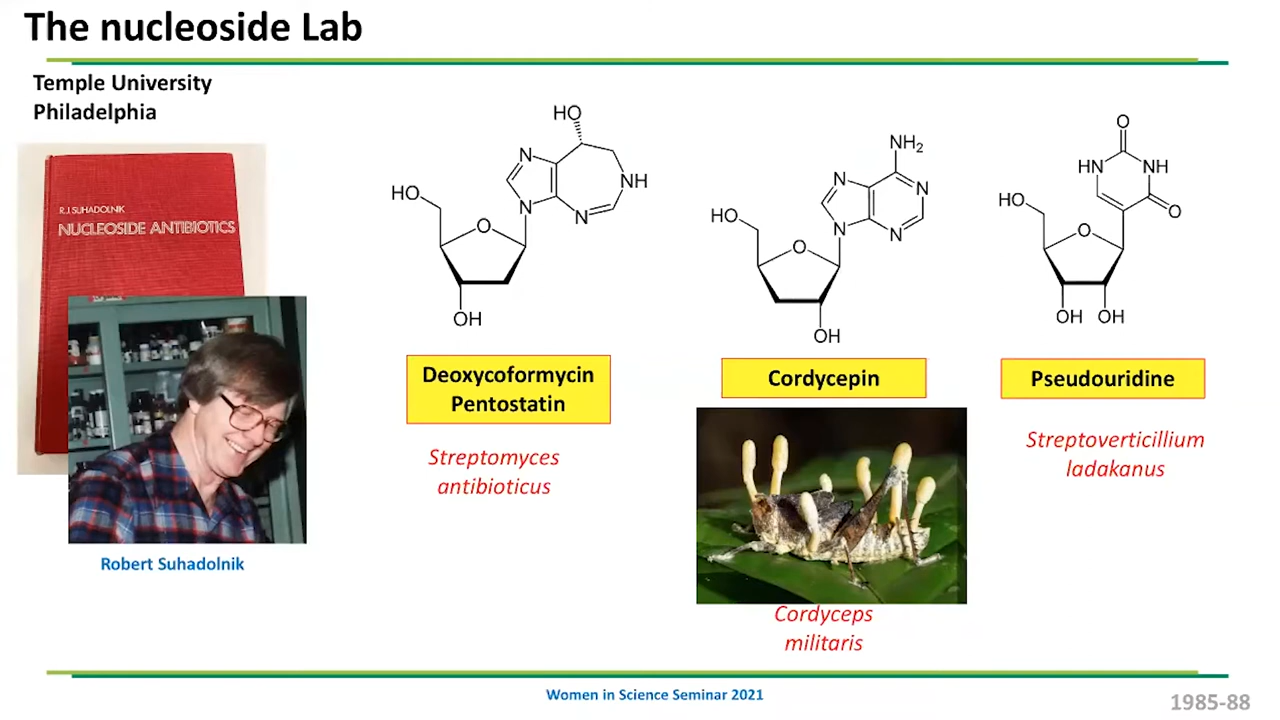 The nucleoside Lab
Temple University
Philadelphia
R.J. SUHADOLNIK
NUCLEOSIDE ANTIBIOTICS
Robert Suhadolnik
HO
N
NH
HO
O
N
N
OH
Deoxycoformycin
Pentostatin
Streptomyces
antibioticus
NH2
N
N
HO
O
N
N
OH
Cordycepin
Cordyceps
militaris
O
HN
NH
HO
O
O
OH OH
Pseudouridine
Streptoverticillium
ladakanus
Women in Science Seminar 2021
1985-88